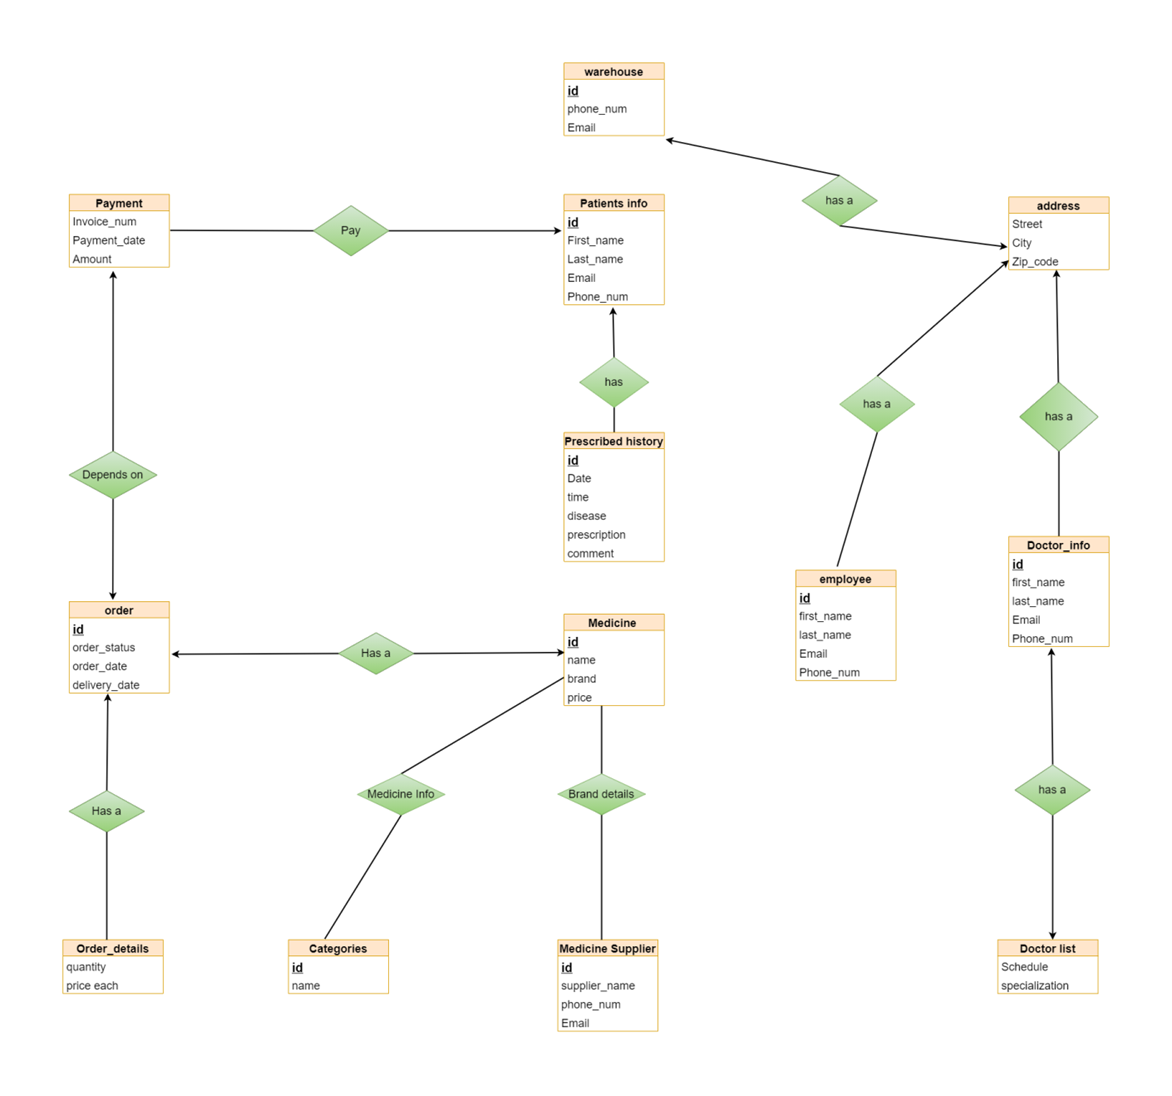 warehouse
id
phone_num
Email
has a
Payment
Invoice_num
Payment_date
Amount
Pay
Patients info
id
First_name
Last_name
Email
Phone_num
address
Street
City
Zip_code
has
has a
has a
Prescribed history
id
Date
time
disease
prescription
comment
Depends on
Doctor_info
id
first_name
last_name
Email
Phone_num
employee
id
first_name
last_name
Email
Phone_num
order
id
order_status
order_date
delivery_date
Has a
Medicine
id
name
brand
price
Has a
Medicine Info
Brand details
has a
Order_details
quantity
price each
Categories
id
name
Medicine Supplier
id
supplier_name
phone_num
Email
Doctor list
Schedule
specialization